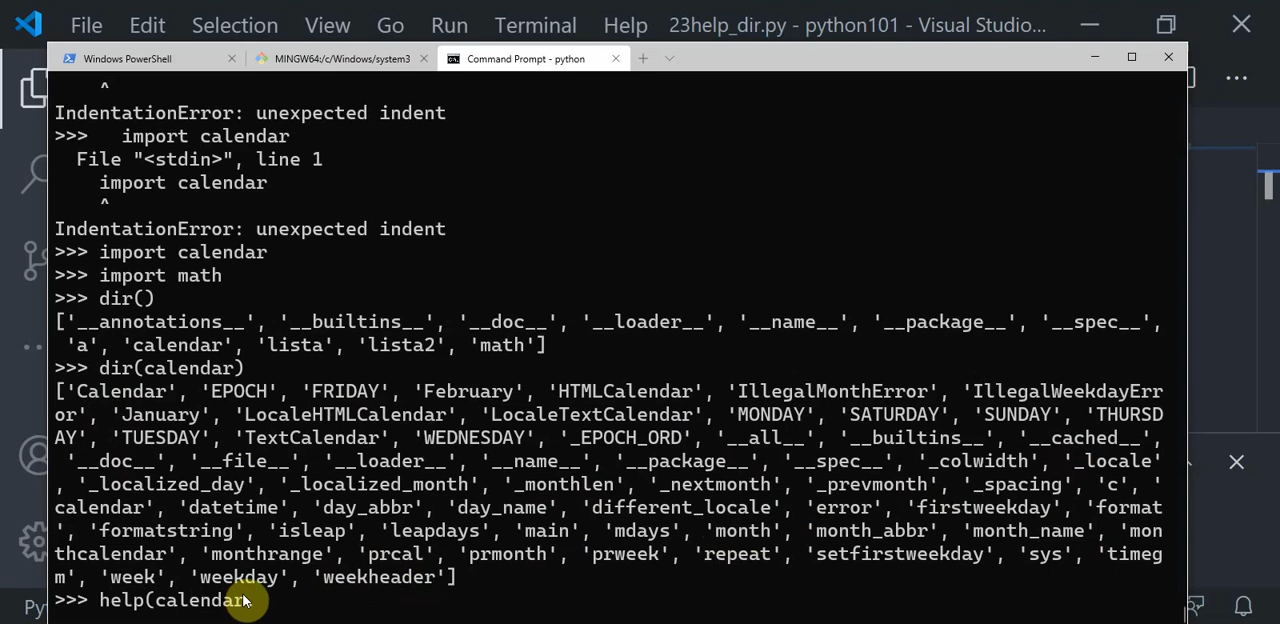 File Edit Selection View Go Run Terminal Help 23help_dir.py - python101 - Visual Studio...
Windows PowerShell MINGW64:/c/Windows/system3 Command Prompt - python
^
IndentationError: unexpected indent
>>>   import calendar
  File "<stdin>", line 1
    import calendar
    ^
IndentationError: unexpected indent
>>> import calendar
>>> import math
>>> dir()
['__annotations__', '__builtins__', '__doc__', '__loader__', '__name__', '__package__', '__spec__',
 'a', 'calendar', 'lista', 'lista2', 'math']
>>> dir(calendar)
['Calendar', 'EPOCH', 'FRIDAY', 'February', 'HTMLCalendar', 'IllegalMonthError', 'IllegalWeekdayErr
or', 'January', 'LocaleHTMLCalendar', 'LocaleTextCalendar', 'MONDAY', 'SATURDAY', 'SUNDAY', 'THURSD
AY', 'TUESDAY', 'TextCalendar', 'WEDNESDAY', '_EPOCH_ORD', '__all__', '__builtins__', '__cached__',
 '__doc__', '__file__', '__loader__', '__name__', '__package__', '__spec__', '_colwidth', '_locale'
, '_localized_day', '_localized_month', '_monthlen', '_nextmonth', '_prevmonth', '_spacing', 'c', '
calendar', 'datetime', 'day_abbr', 'day_name', 'different_locale', 'error', 'firstweekday', 'format
', 'formatstring', 'isleap', 'leapdays', 'main', 'mdays', 'month', 'month_abbr', 'month_name', 'mon
thcalendar', 'monthrange', 'prcal', 'prmonth', 'prweek', 'repeat', 'setfirstweekday', 'sys', 'timeg
m', 'week', 'weekday', 'weekheader']
>>> help(calendar
Py